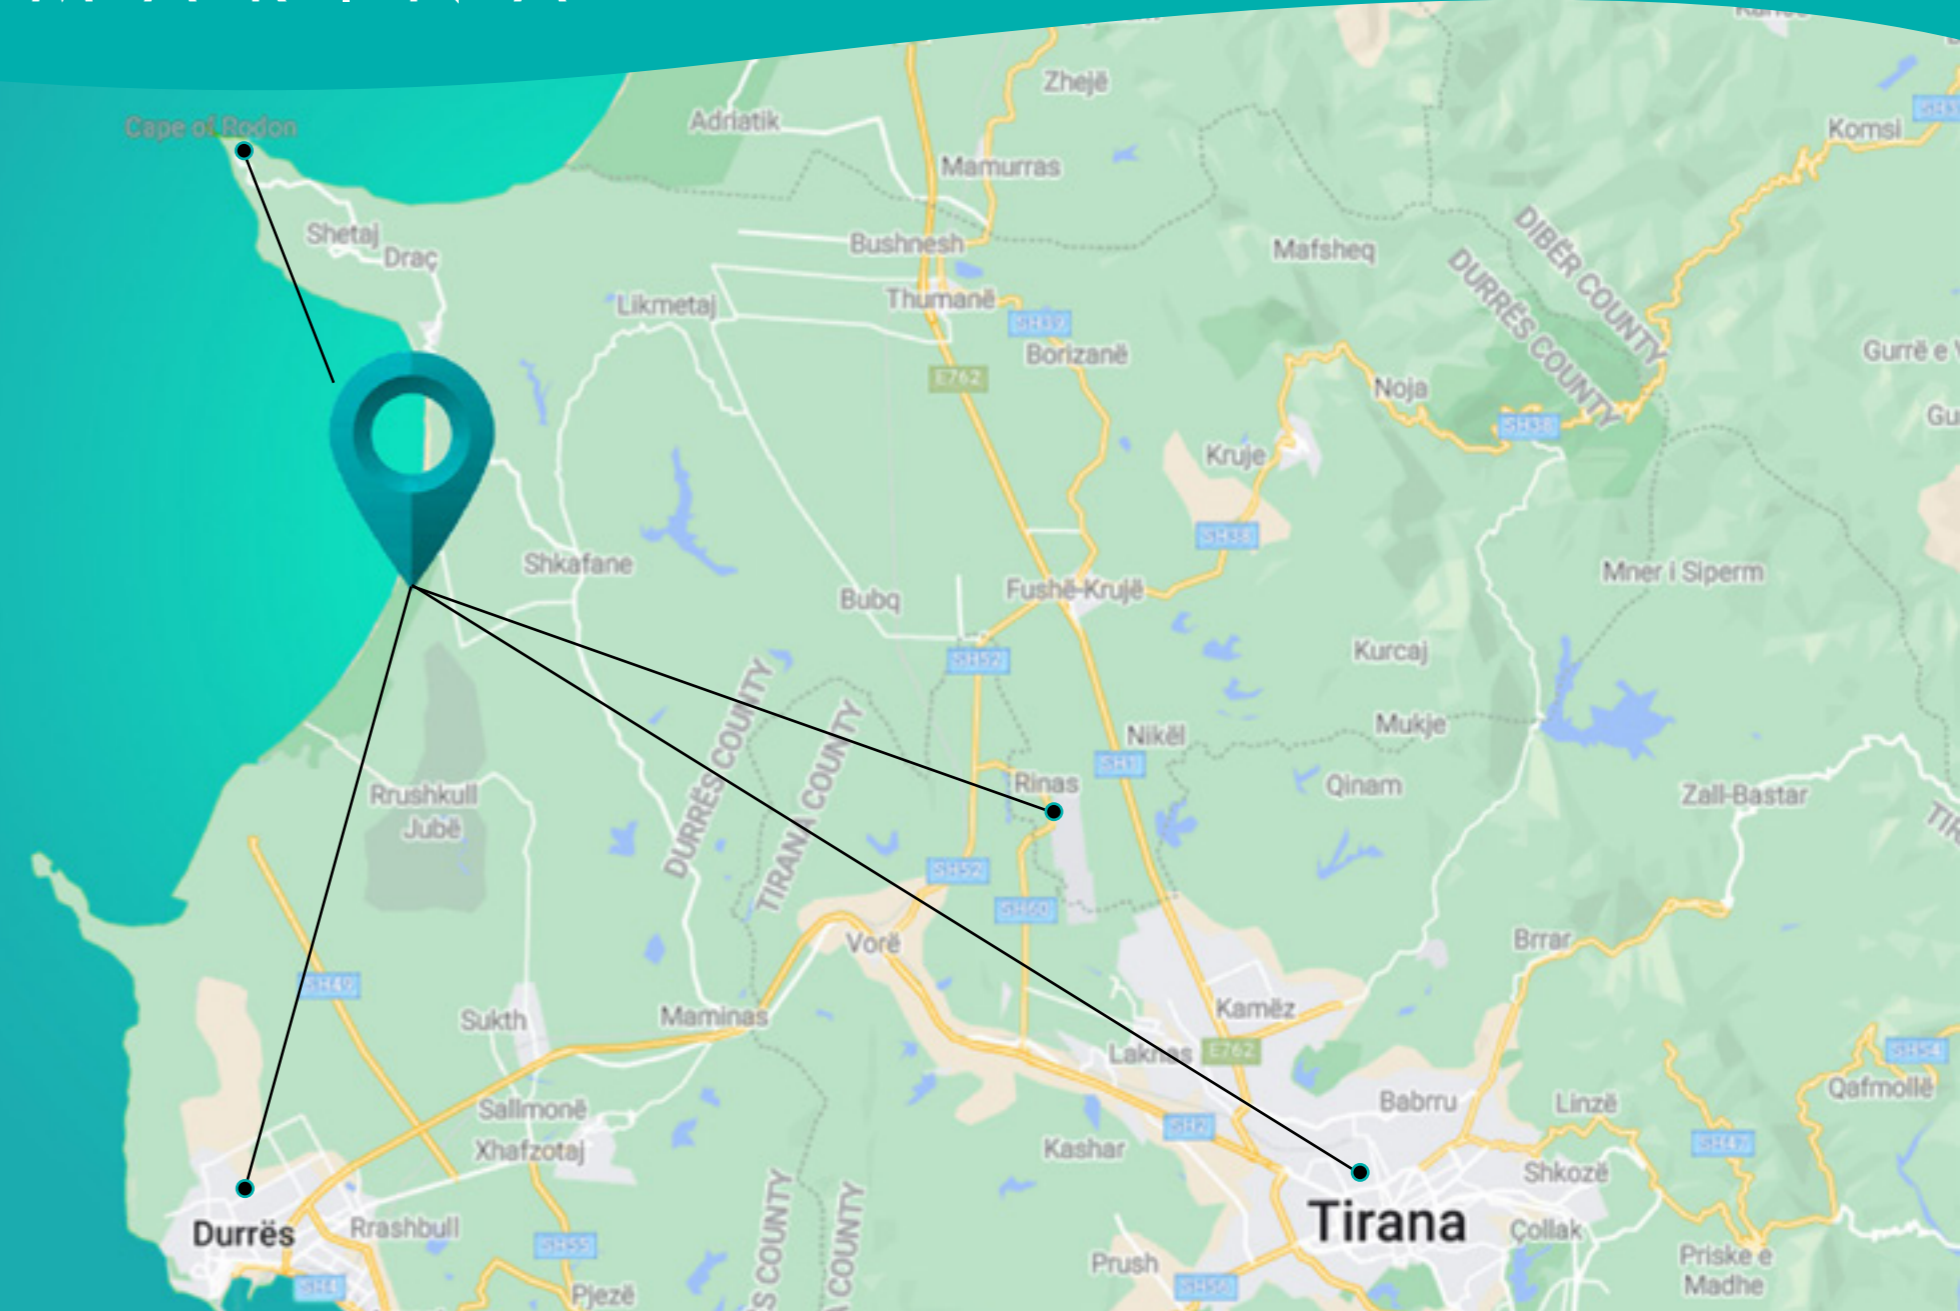 Zhejë
Adriatik
Cape of Rodon
Komsi
Mamurras
Shetaj
Draç
Bushnesh
Mafsheq
DIBËR COUNTY
DURRËS COUNTY
Likmetaj
Thumanë
SH39
Borizanë
Gurrë e
E762
Noja
SH38
Kruje
SH38
Shkafane
Mner i Siperm
Fushë-Krujë
Bubq
Kurcaj
SH52
Mukje
Nikël
SH1
Rinas
Qinam
Zall-Bastar
Rrushkull
Jubë
DURRËS COUNTY
TIRANA COUNTY
SH52
SH60
Vorë
Brrar
SH49
Sukth
Maminas
Kamëz
Laknas
E762
SH54
Qafmollë
Babrru
Linzë
Sallmonë
SH2
SH47
Xhafzotaj
Kashar
Shkozë
Durrës
Rrashbull
Tirana
Çollak
SH55
Prush
Priske e
Madhe
SH4
SH56
Pjezë
S COUNTY
A COUNTY